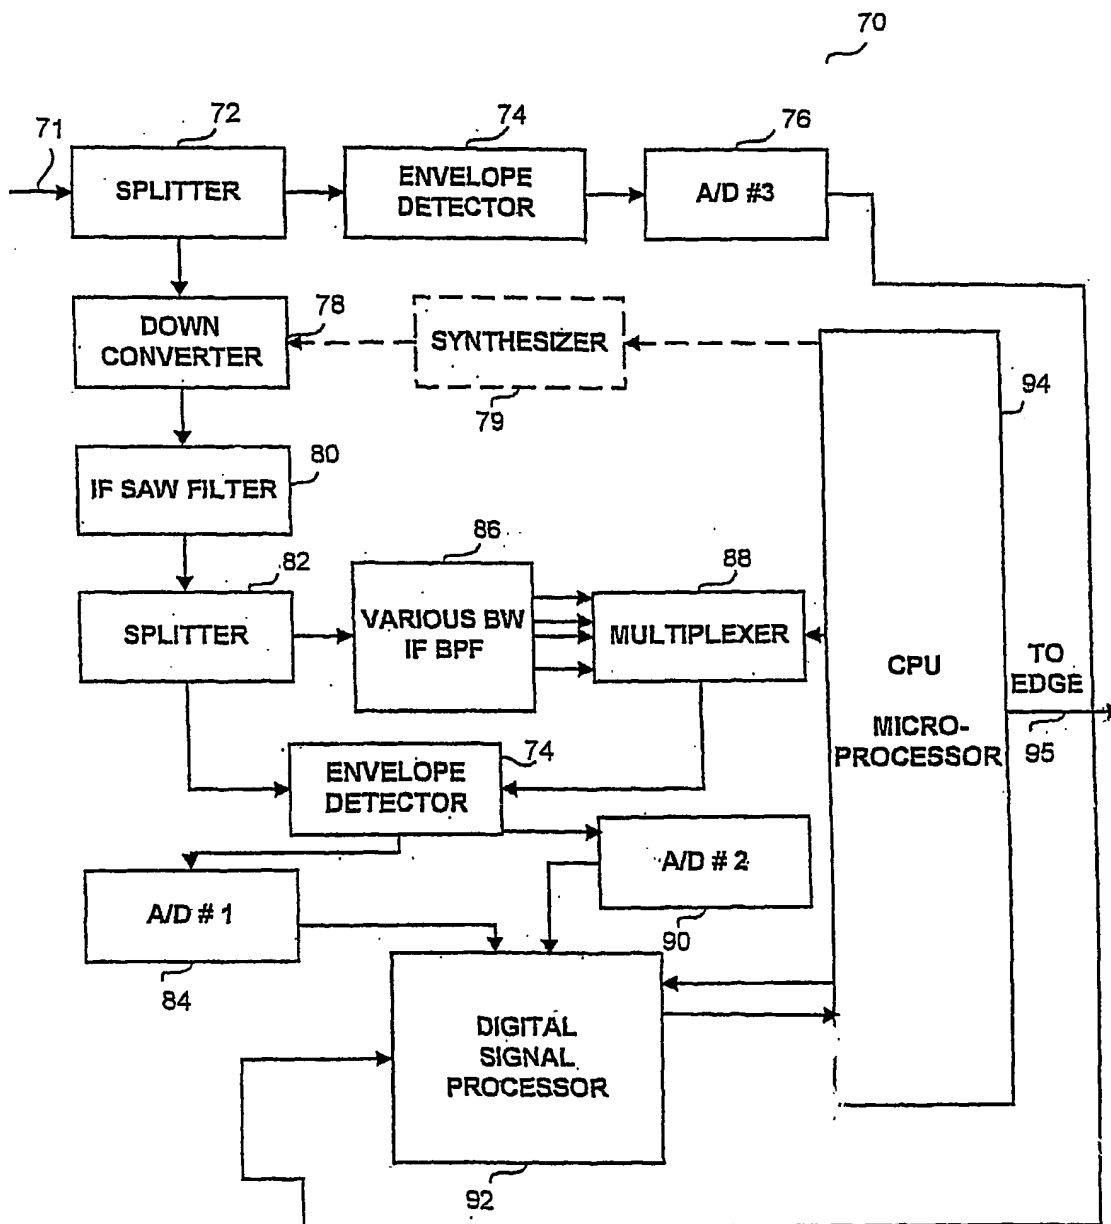 70
71
72
74
76
SPLITTER
ENVELOPE
DETECTOR
A/D #3
78
DOWN
CONVERTER
SYNTHESIZER
79
94
80
IF SAW FILTER
82
86
88
SPLITTER
VARIOUS BW
IF BPF
MULTIPLEXER
CPU
MICRO-
PROCESSOR
TO
EDGE
95
74
ENVELOPE
DETECTOR
A/D # 2
90
A/D # 1
84
DIGITAL
SIGNAL
PROCESSOR
92